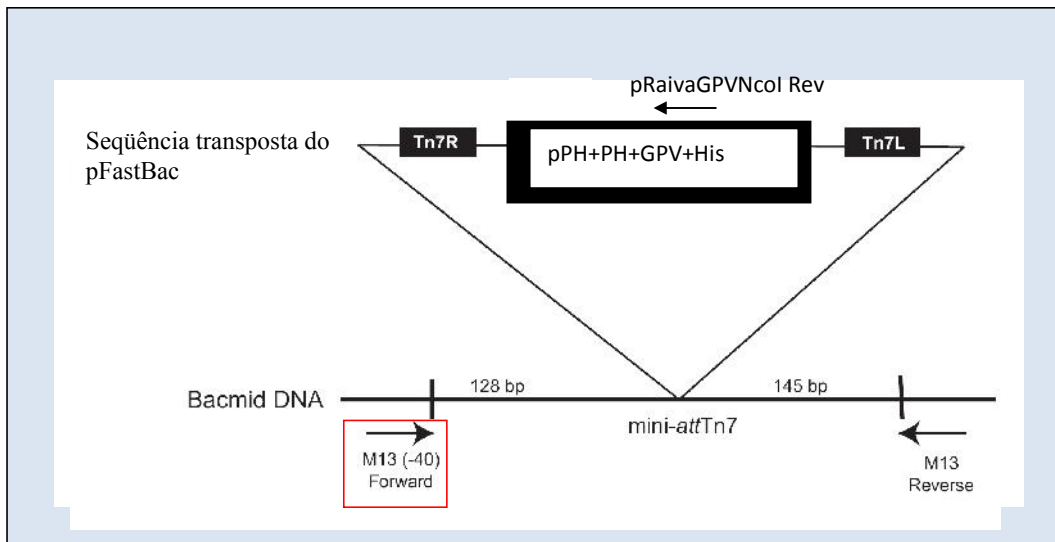 pRaivaGPVNcoI Rev
Seqüência transposta do
pFastBac
Tn7R
pPH+PH+GPV+His
Tn7L
128 bp
145 bp
Bacmid DNA
mini-attTn7
M13 (-40)
Forward
M13
Reverse